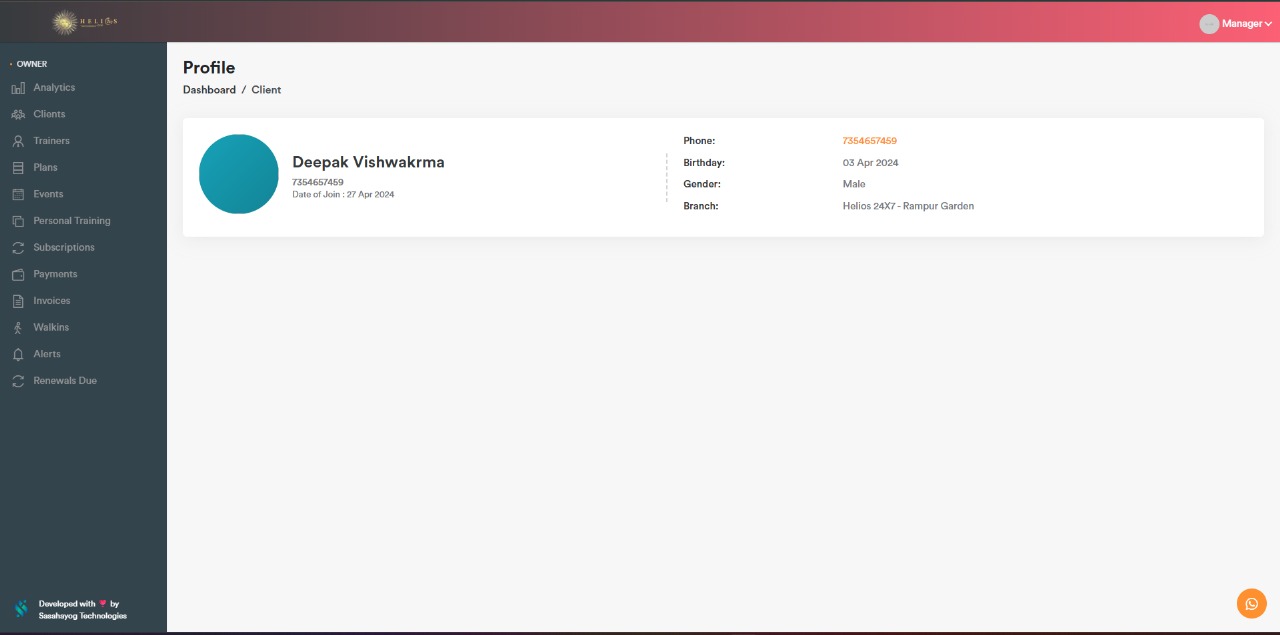 HELIOS
Manager
OWNER
Profile
Analytics
Dashboard / Client
Clients
Trainers
Plans
Events
Personal Training
Subscriptions
Payments
Invoices
Walkins
Alerts
Renewals Due
Deepak Vishwakrma
7354657459
Date of Join : 27 Apr 2024
Phone: 7354657459
Birthday: 03 Apr 2024
Gender: Male
Branch: Helios 24X7 - Rampur Garden
Developed with by
Sasahyog Technologies